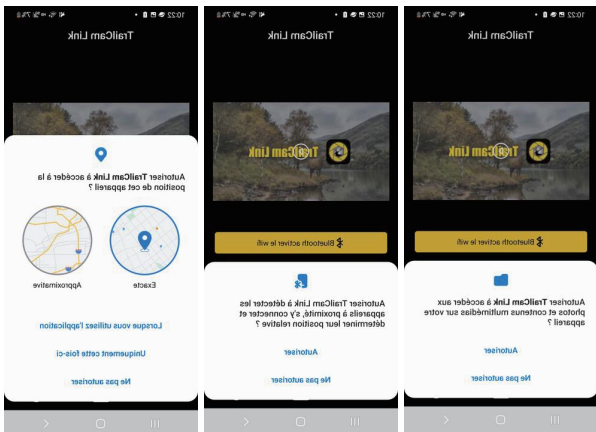 10:22
77%
TrailCam Link
TrailCam Link
Bluetooth activer le wifi
Autoriser TrailCam Link à accéder aux
photos et contenus multimédias sur votre
appareil ?
Autoriser
Ne pas autoriser
10:22
77%
TrailCam Link
TrailCam Link
Bluetooth activer le wifi
Autoriser TrailCam Link à détecter les
appareils à proximité, s'y connecter et
déterminer leur position relative ?
Autoriser
Ne pas autoriser
10:22
77%
TrailCam Link
Autoriser TrailCam Link à accéder à la
position de cet appareil ?
Exacte
Approximative
Lorsque vous utilisez l'application
Uniquement cette fois-ci
Ne pas autoriser